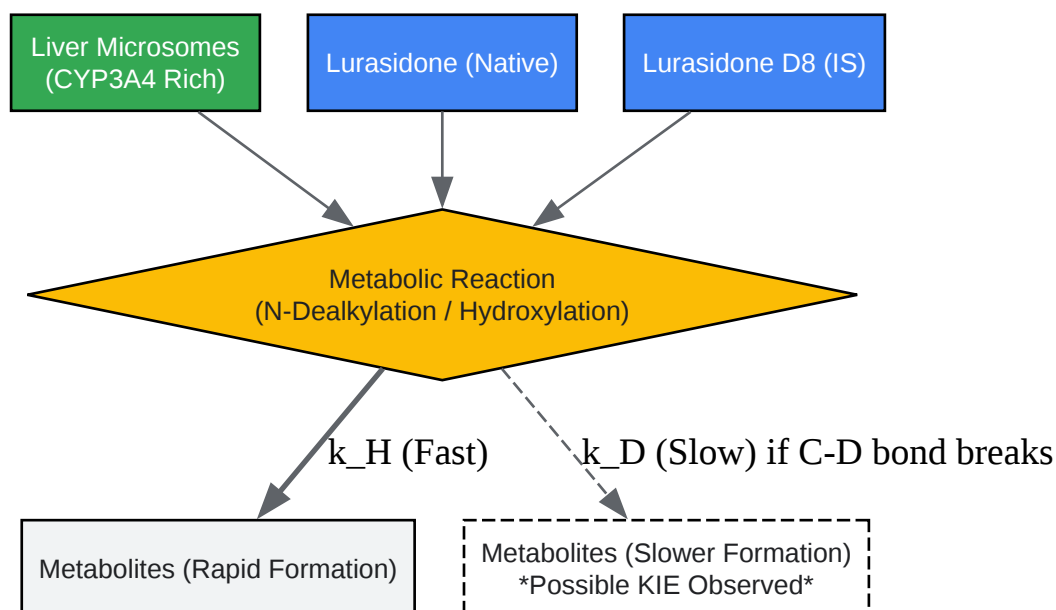 Liver Microsomes
(CYP3A4 Rich)
Lurasidone (Native)
Lurasidone D8 (IS)
Metabolic Reaction
(N-Dealkylation / Hydroxylation)
k_H (Fast)
k_D (Slow) if C-D bond breaks
Metabolites (Rapid Formation)
Metabolites (Slower Formation)
*Possible KIE Observed*